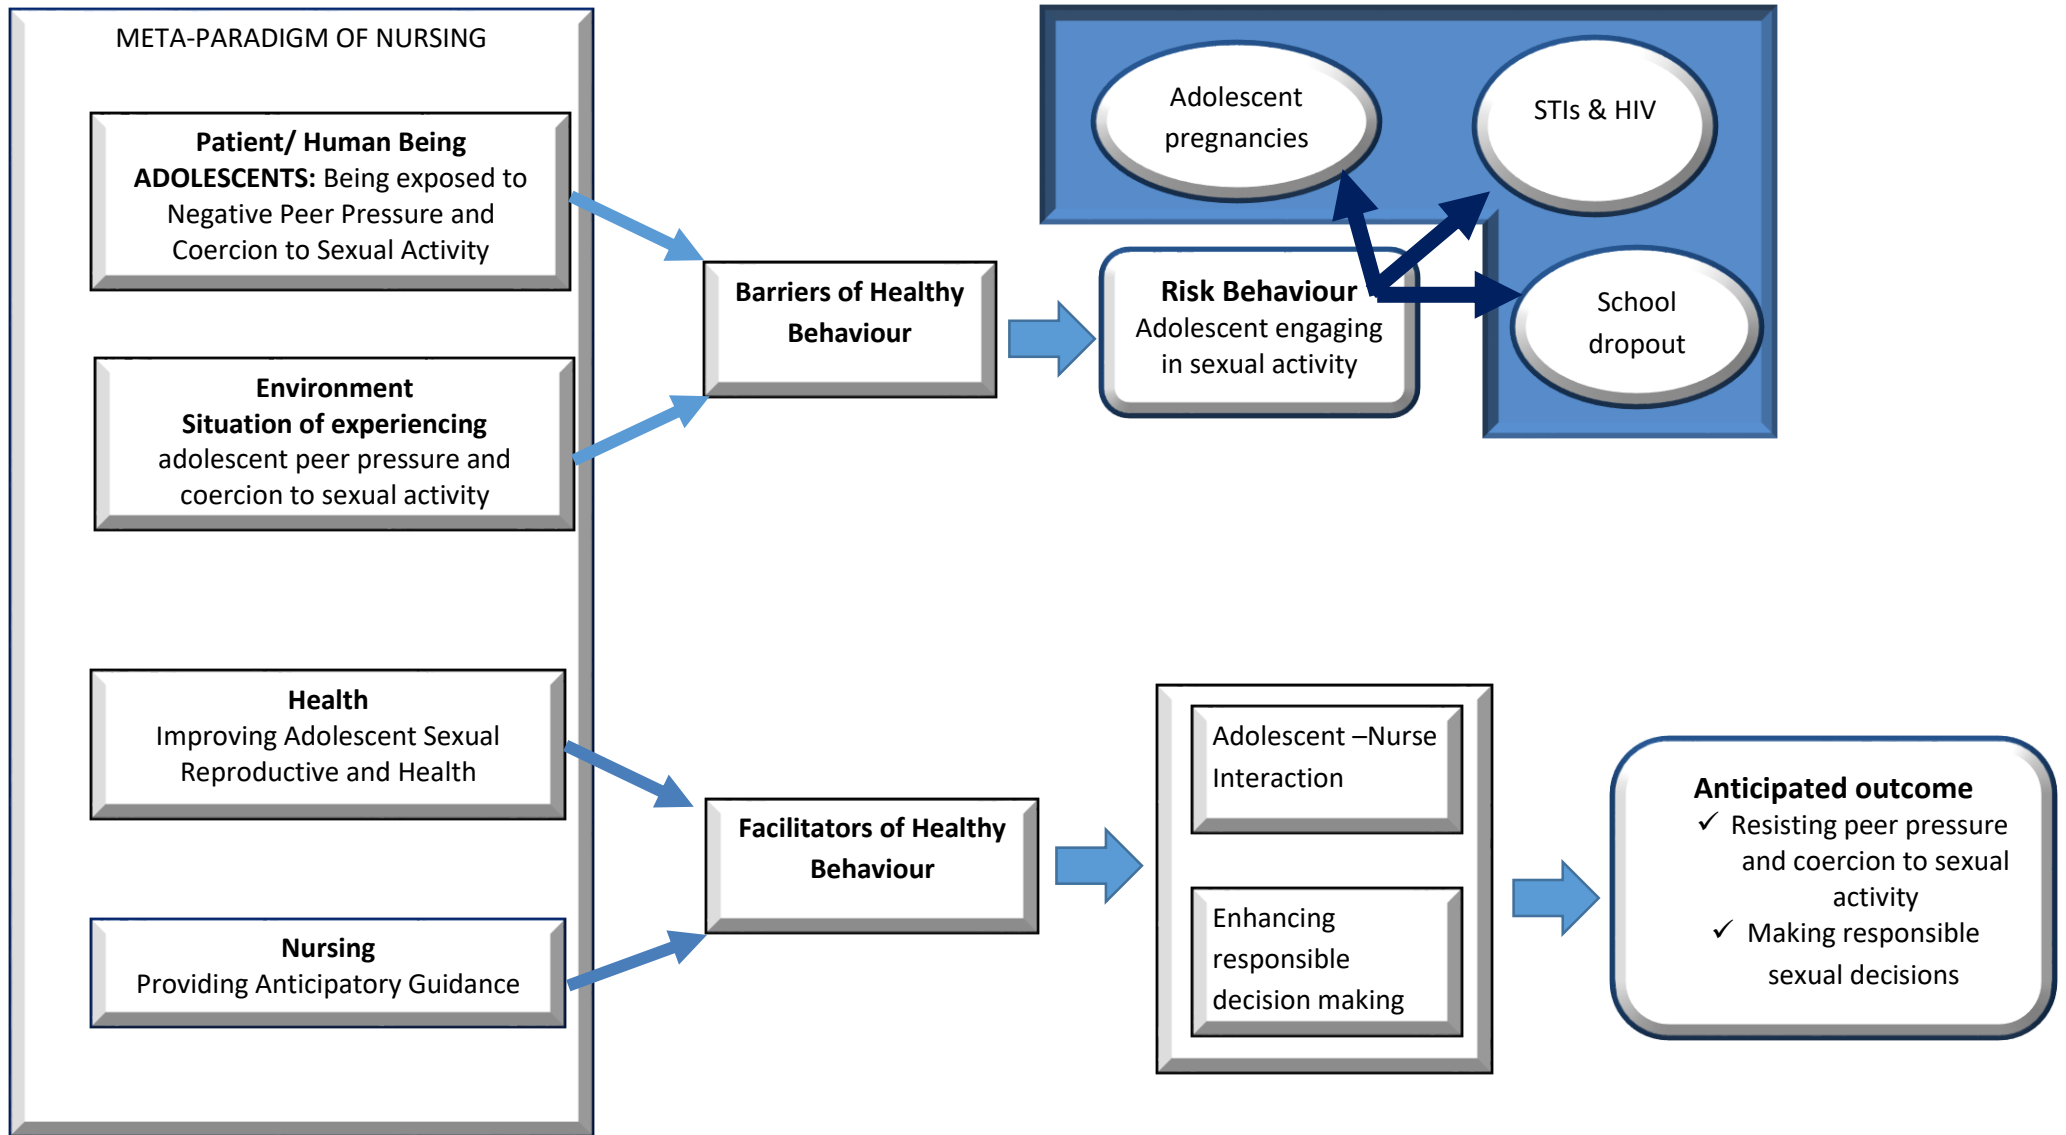 META-PARADIGM OF NURSING
Patient/ Human Being
ADOLESCENTS: Being exposed to
Negative Peer Pressure and
Coercion to Sexual Activity
Environment
Situation of experiencing
adolescent peer pressure and
coercion to sexual activity
Health
Improving Adolescent Sexual
Reproductive and Health
Nursing
Providing Anticipatory Guidance
Barriers of Healthy
Behaviour
Risk Behaviour
Adolescent engaging
in sexual activity
Adolescent
pregnancies
STIs & HIV
School
dropout
Facilitators of Healthy
Behaviour
Adolescent –Nurse
Interaction
Enhancing
responsible
decision making
Anticipated outcome
✓ Resisting peer pressure
and coercion to sexual
activity
✓ Making responsible
sexual decisions